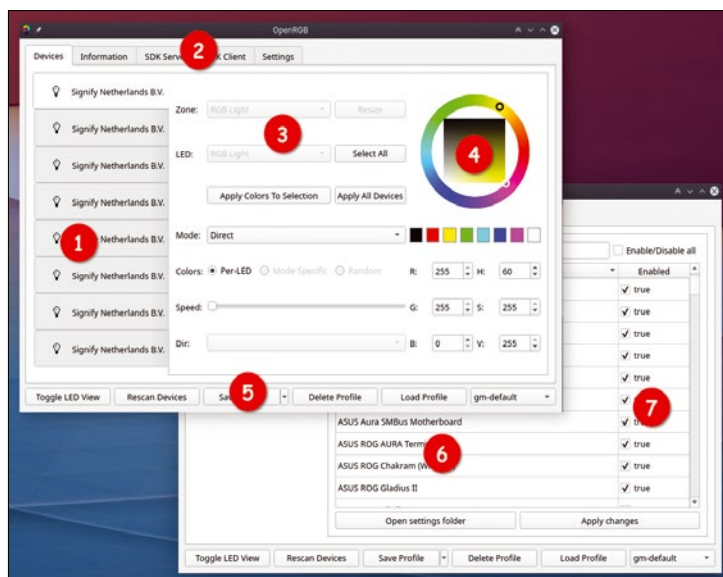 OpenRGB
Devices Information SDK Client Settings
2
Signify Netherlands B.V.
Signify Netherlands B.V.
Signify Netherlands B.V.
Signify Netherlands B.V.
Netherlands B.V.
Signify Netherlands B.V.
Signify Netherlands B.V.
Signify Netherlands B.V.
1
Zone: RGB Light Resize
3
LED: RGB Light Select All
4
Apply Colors To Selection Apply All Devices
Mode: Direct
Colors: Per-LED Mode-Specific Random R: 255 H: 60
Speed: G: 255 S: 255
Dir: B: 0 V: 255
Toggle LED View Rescan Devices Delete Profile Load Profile gm-default
5
Enable/Disable all
Enabled
true
true
true
true
true
7
ASUS Aura SMBus Motherboard
ASUS ROG AURA true
6
ASUS ROG Chakram true
ASUS ROG Gladius II true
Open settings folder Apply changes
Toggle LED View Rescan Devices Save Profile Delete Profile Load Profile gm-default